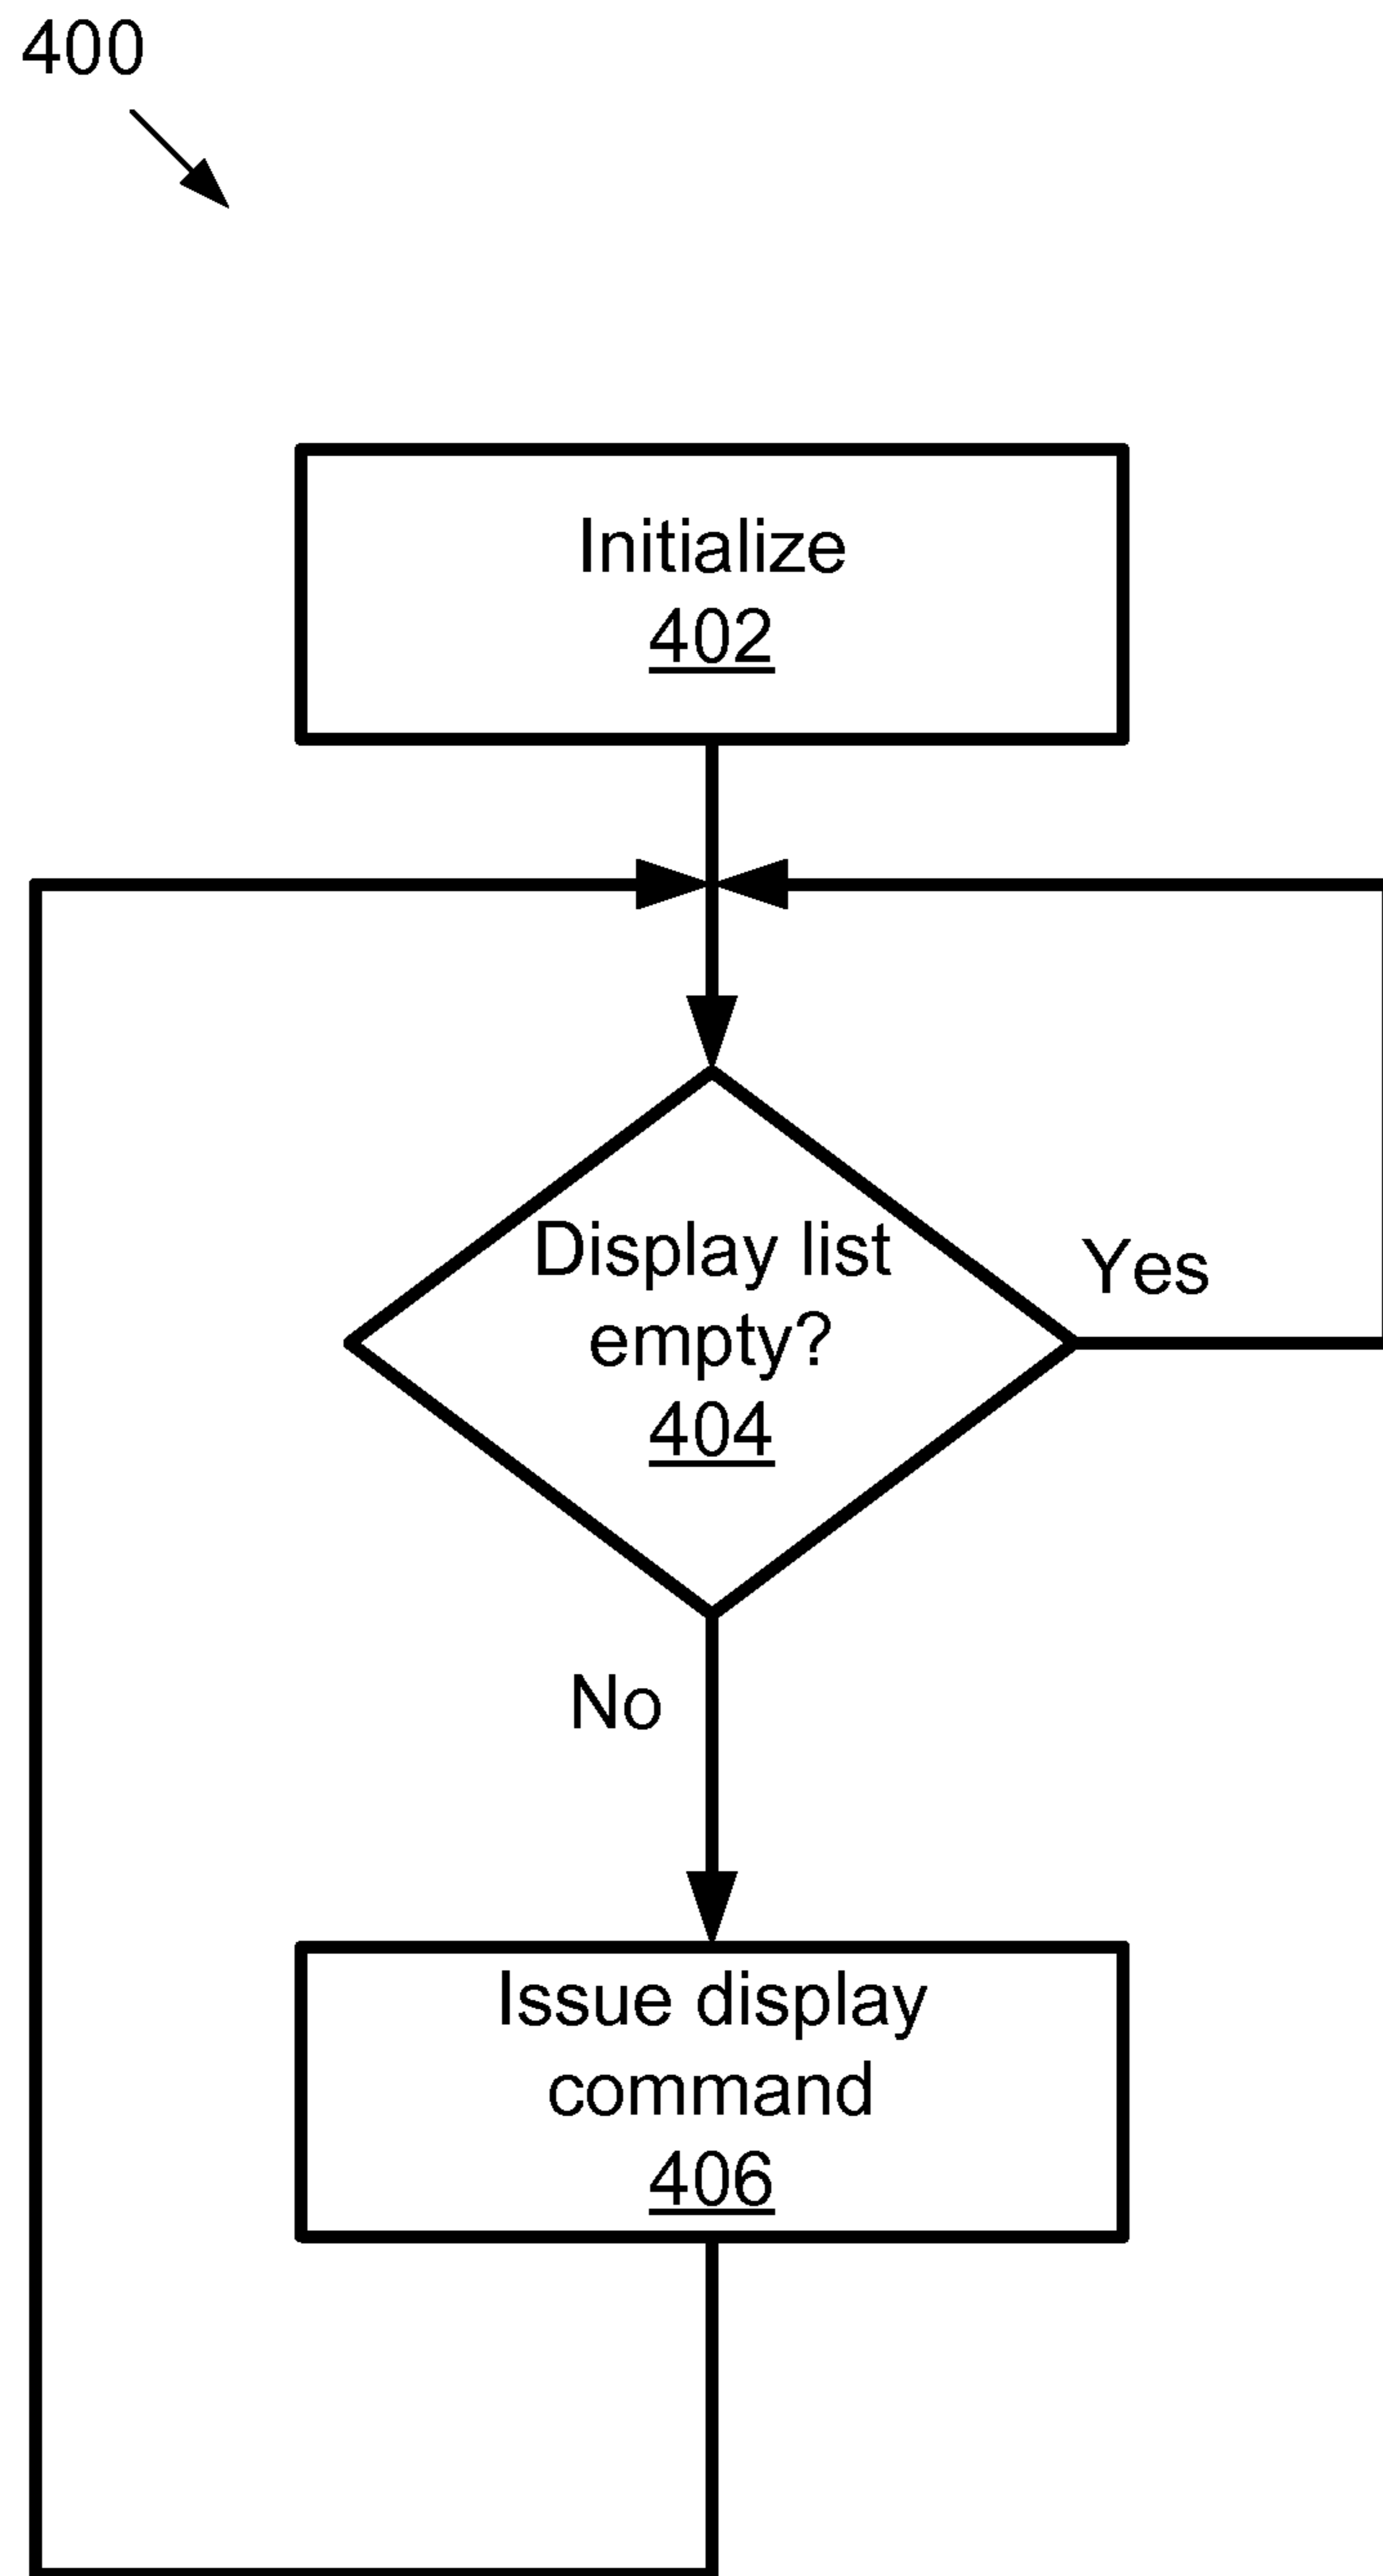 400
Initialize
402
Display list
empty?
404
Yes
No
Issue display
command
406